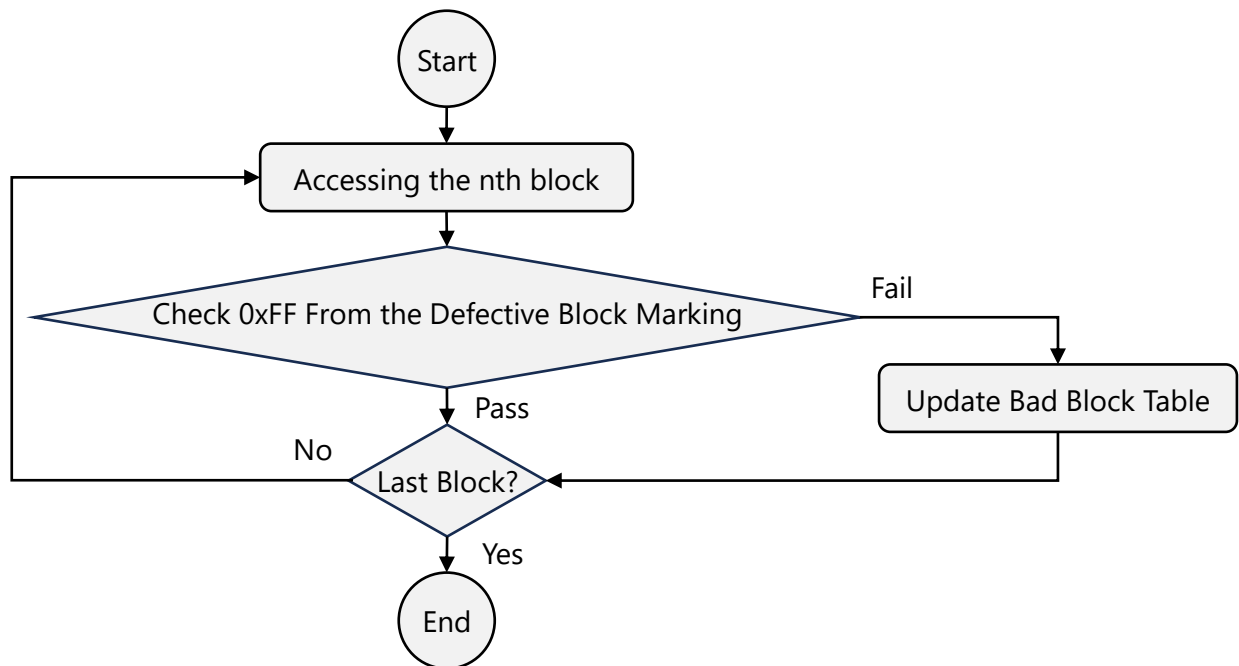 Start
Accessing the nth block
Check 0xFF From the Defective Block Marking
Fail
Update Bad Block Table
Pass
No
Last Block?
Yes
End